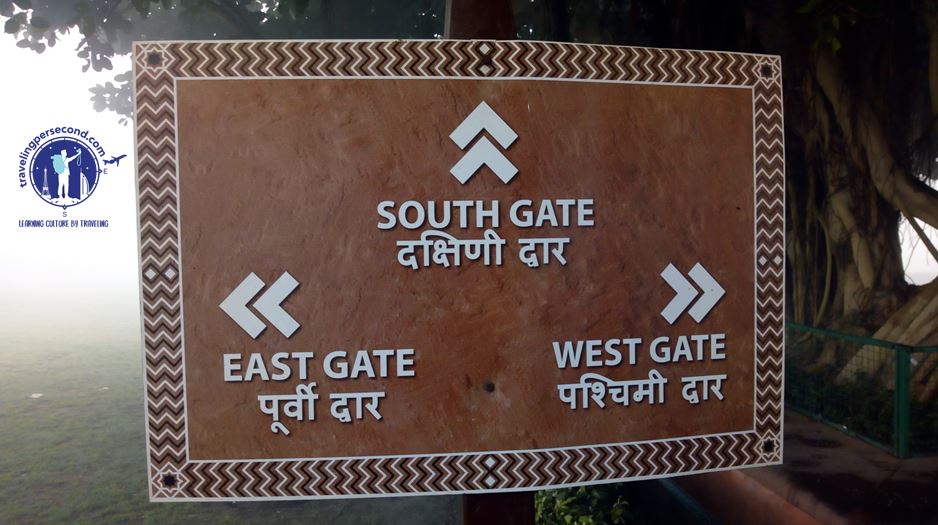 travelingpersecond.com
E
S
LEARNING CULTURE BY TRAVELING
SOUTH GATE
दक्षिणी द्वार
EAST GATE
पूर्वी द्वार
WEST GATE
पश्चिमी द्वार